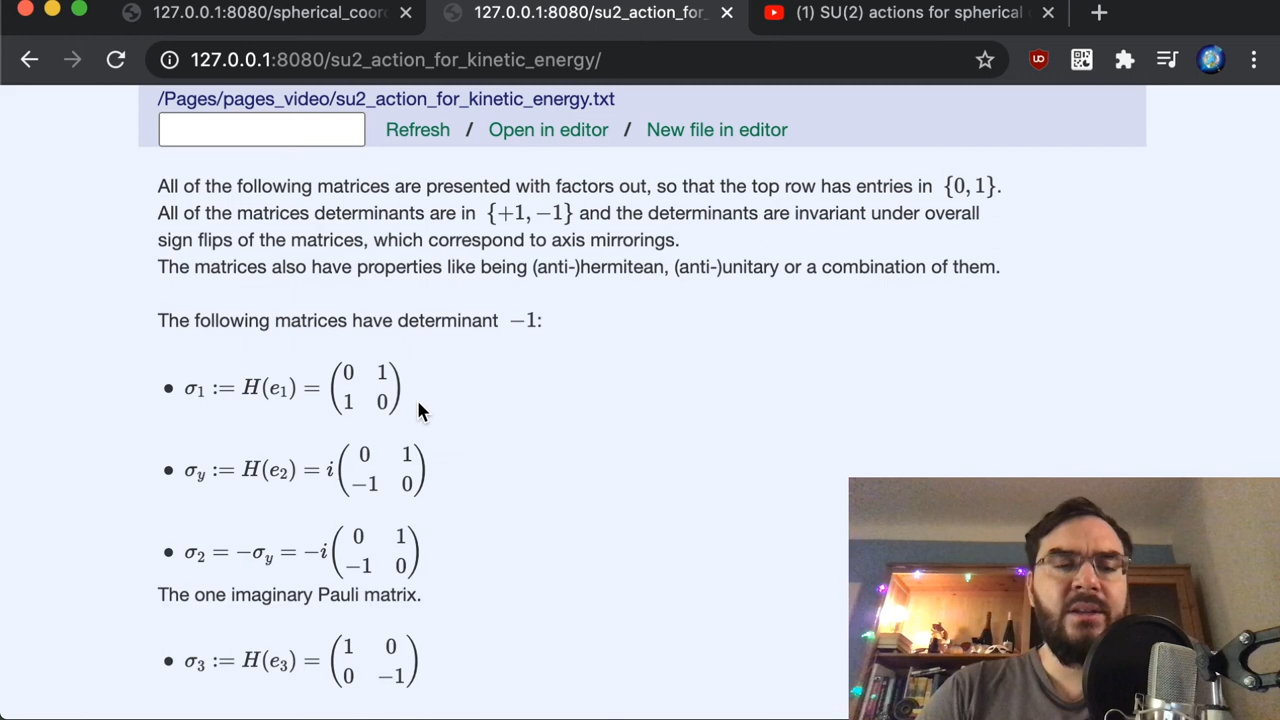 127.0.0.1:8080/spherical_coor
127.0.0.1:8080/su2_action_for_
(1) SU(2) actions for spherical
127.0.0.1:8080/su2_action_for_kinetic_energy/
/Pages/pages_video/su2_action_for_kinetic_energy.txt
Refresh / Open in editor / New file in editor
All of the following matrices are presented with factors out, so that the top row has entries in {0, 1}.
All of the matrices determinants are in {+1, −1} and the determinants are invariant under overall
sign flips of the matrices, which correspond to axis mirrorings.
The matrices also have properties like being (anti-)hermitean, (anti-)unitary or a combination of them.
The following matrices have determinant −1:
• σ₁ := H(e₁) = (0 1; 1 0)
• σ_y := H(e₂) = i(0 1; −1 0)
• σ₂ = −σ_y = −i(0 1; −1 0)
The one imaginary Pauli matrix.
• σ₃ := H(e₃) = (1 0; 0 −1)